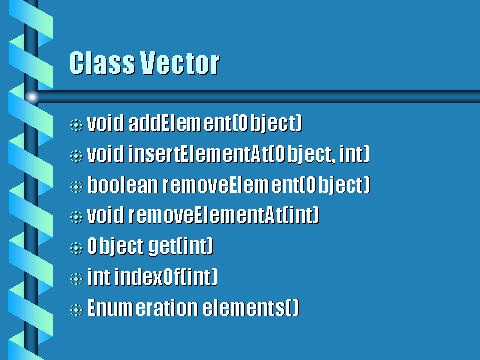 Class Vector
void addElement(Object)
void insertElementAt(Object, int)
boolean removeElement(Object)
void removeElementAt(int)
Object get(int)
int indexOf(int)
Enumeration elements()